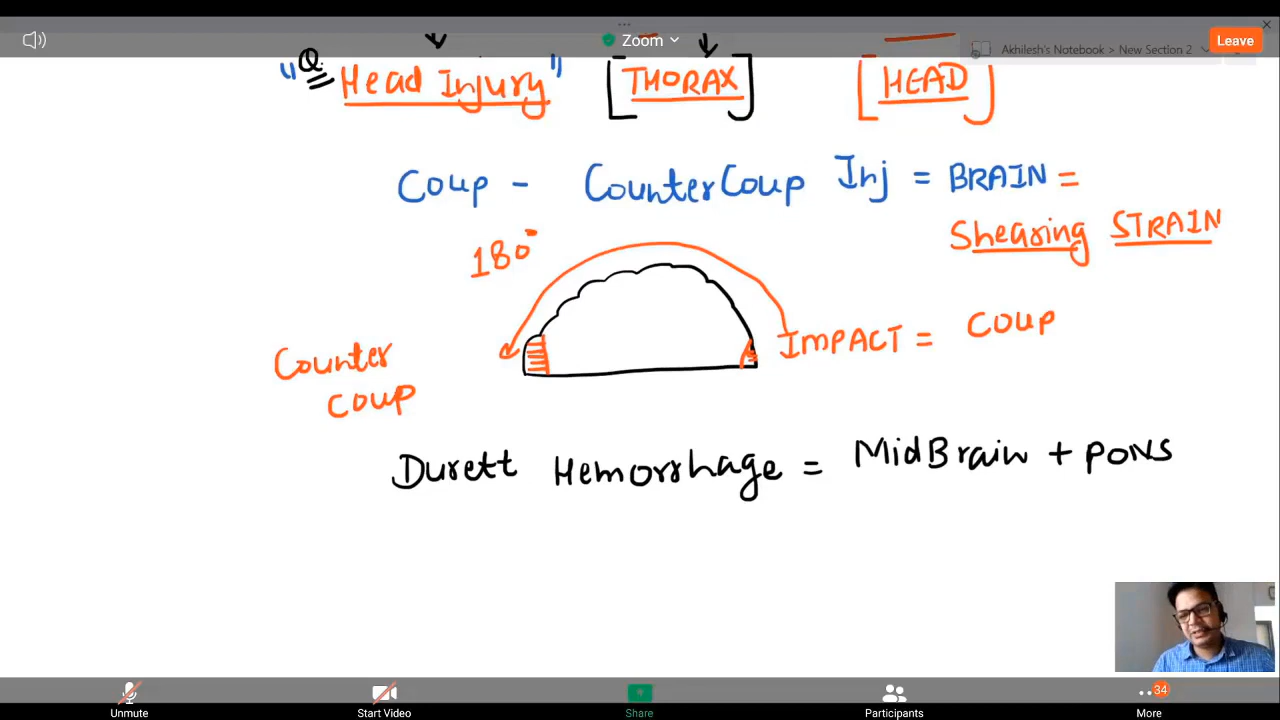 Zoom
Leave
Akhilesh's Notebook > New Section 2
"Q Head Injury" [THORAX] [HEAD]
Coup - CounterCoup Inj = BRAIN =
Shearing STRAIN
180°
IMPACT = COUP
Counter
COUP
Durett Hemorrhage = MidBrain + PONS
34
Unmute Start Video Share Participants More